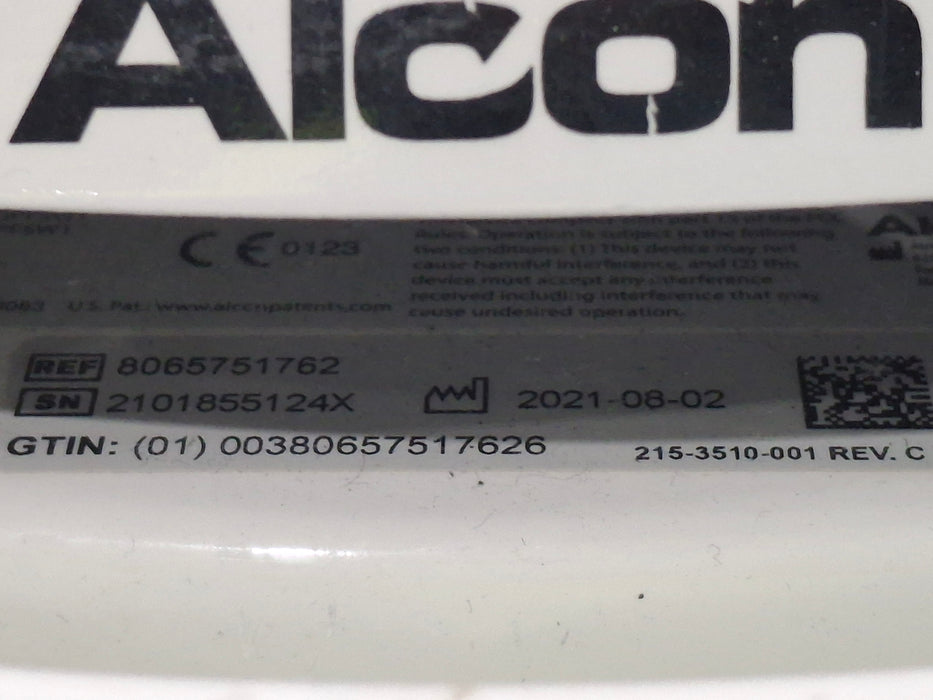 Alcon
CE 0123
Rules. Operation is subject to the following
two conditions: (1) This device may not
cause harmful interference, and (2) this
device must accept any interference
received including interference that may
cause undesired operation.
U.S. Pat.: www.alconpatents.com
REF 8065751762
SN 2101855124X
2021-08-02
GTIN: (01) 00380657517626
215-3510-001 REV. C